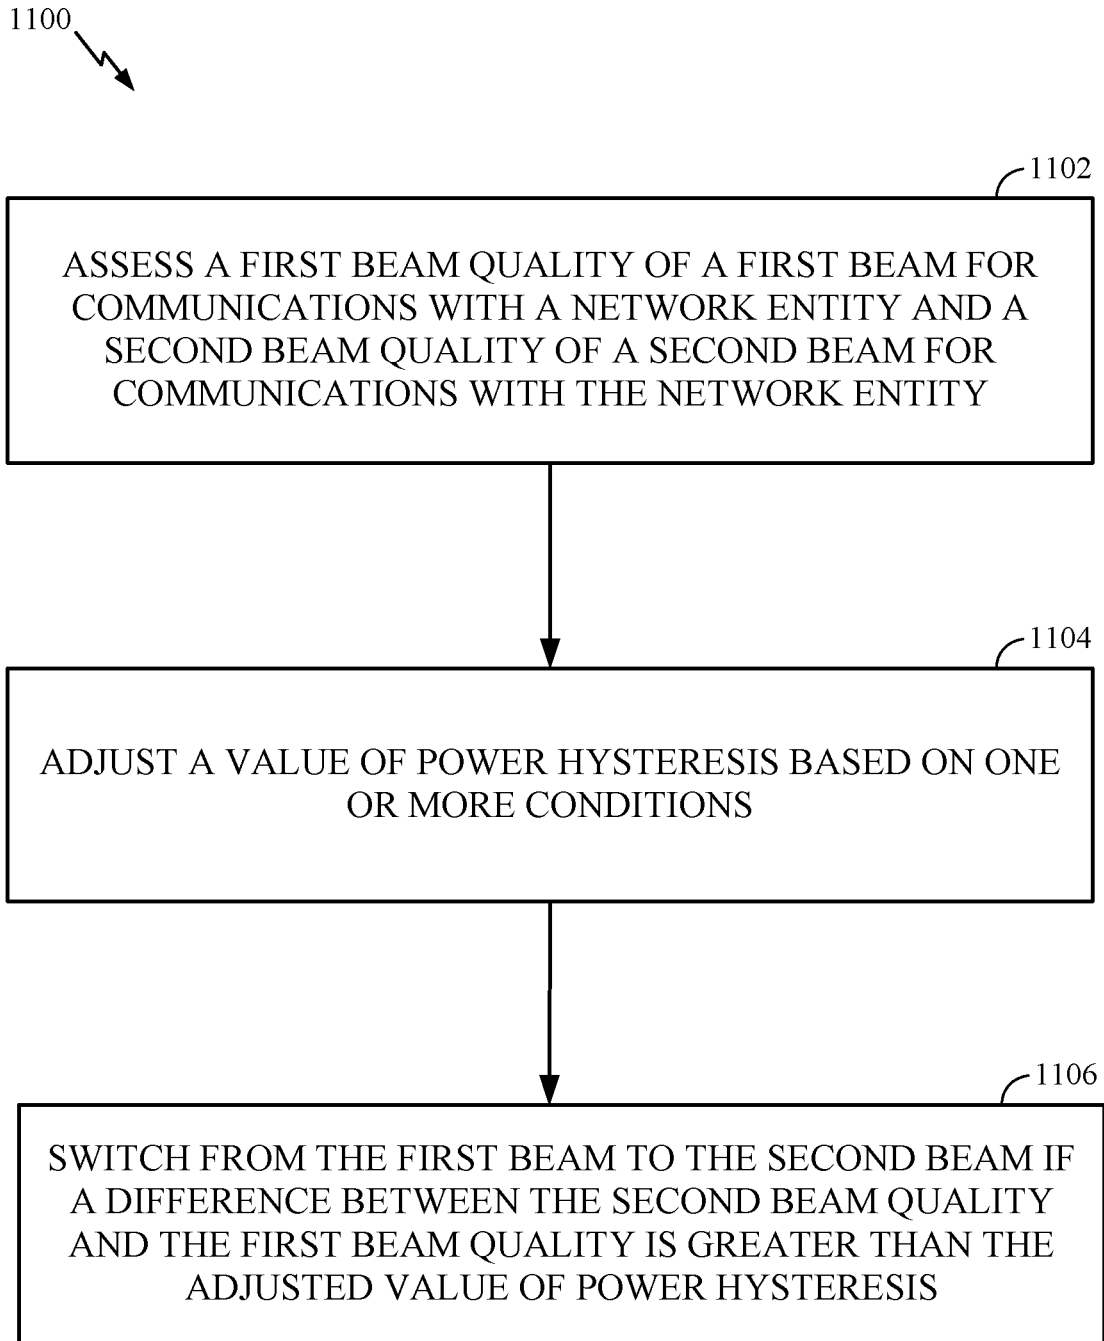 1100
1102
ASSESS A FIRST BEAM QUALITY OF A FIRST BEAM FOR
COMMUNICATIONS WITH A NETWORK ENTITY AND A
SECOND BEAM QUALITY OF A SECOND BEAM FOR
COMMUNICATIONS WITH THE NETWORK ENTITY
1104
ADJUST A VALUE OF POWER HYSTERESIS BASED ON ONE
OR MORE CONDITIONS
1106
SWITCH FROM THE FIRST BEAM TO THE SECOND BEAM IF
A DIFFERENCE BETWEEN THE SECOND BEAM QUALITY
AND THE FIRST BEAM QUALITY IS GREATER THAN THE
ADJUSTED VALUE OF POWER HYSTERESIS